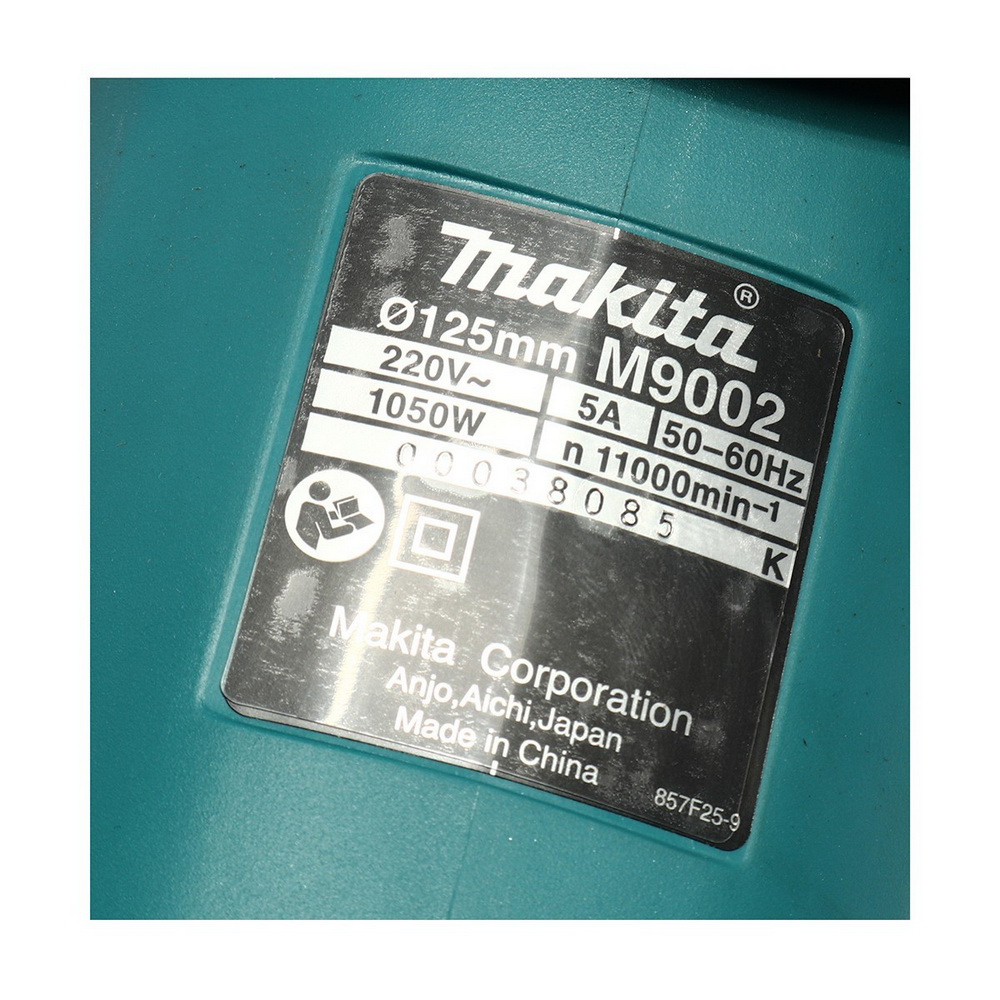 makita®
Ø125mm M9002
220V~ 5A 50–60Hz
1050W n 11000min⁻¹
00038085 K
Makita Corporation
Anjo,Aichi,Japan
Made in China
857F25-9